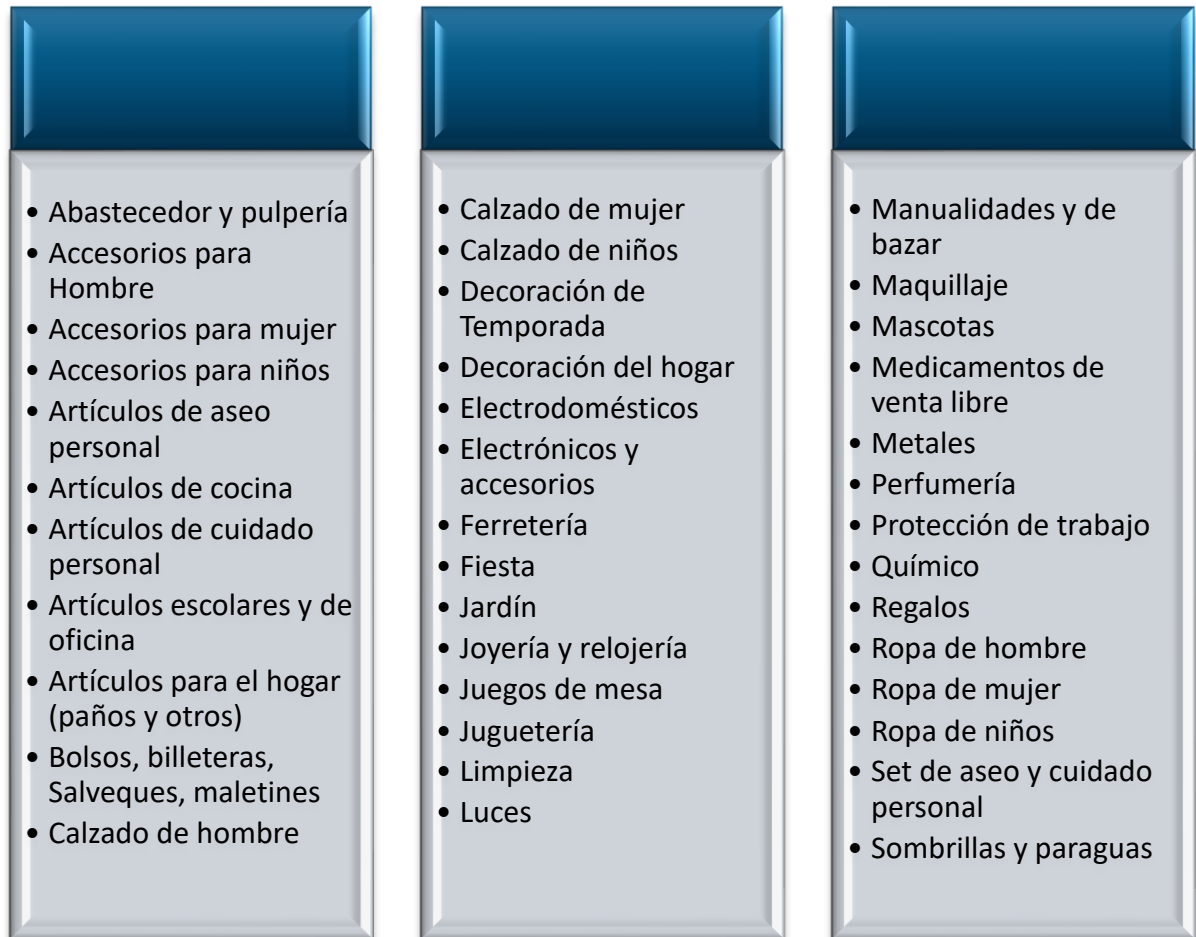 • Abastecedor y pulpería
• Accesorios para
Hombre
• Accesorios para mujer
• Accesorios para niños
• Artículos de aseo
personal
• Artículos de cocina
• Artículos de cuidado
personal
• Artículos escolares y de
oficina
• Artículos para el hogar
(paños y otros)
• Bolsos, billeteras,
Salveques, maletines
• Calzado de hombre
• Calzado de mujer
• Calzado de niños
• Decoración de
Temporada
• Decoración del hogar
• Electrodomésticos
• Electrónicos y
accesorios
• Ferretería
• Fiesta
• Jardín
• Joyería y relojería
• Juegos de mesa
• Juguetería
• Limpieza
• Luces
• Manualidades y de
bazar
• Maquillaje
• Mascotas
• Medicamentos de
venta libre
• Metales
• Perfumería
• Protección de trabajo
• Químico
• Regalos
• Ropa de hombre
• Ropa de mujer
• Ropa de niños
• Set de aseo y cuidado
personal
• Sombrillas y paraguas